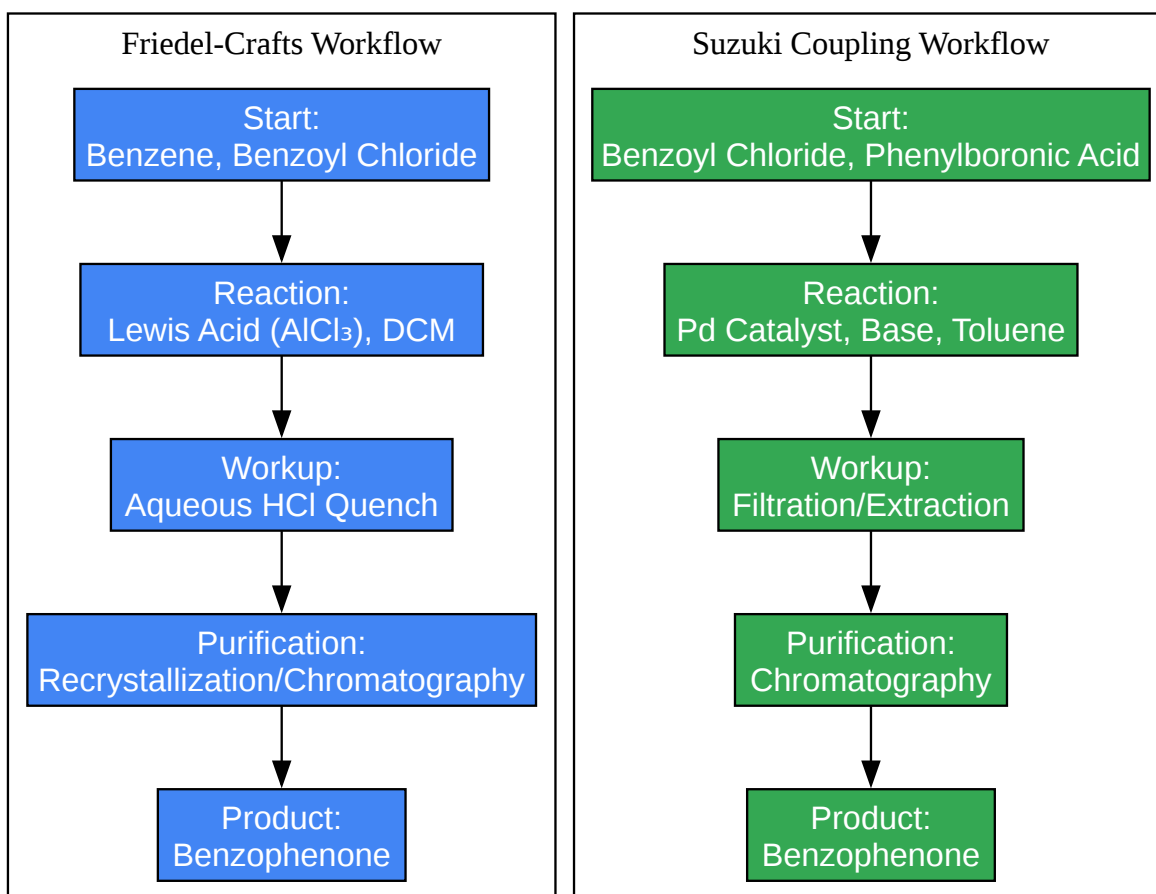 Friedel-Crafts Workflow
Start:
Benzene, Benzoyl Chloride
Reaction:
Lewis Acid (AlCl₃), DCM
Workup:
Aqueous HCl Quench
Purification:
Recrystallization/Chromatography
Product:
Benzophenone
Suzuki Coupling Workflow
Start:
Benzoyl Chloride, Phenylboronic Acid
Reaction:
Pd Catalyst, Base, Toluene
Workup:
Filtration/Extraction
Purification:
Chromatography
Product:
Benzophenone